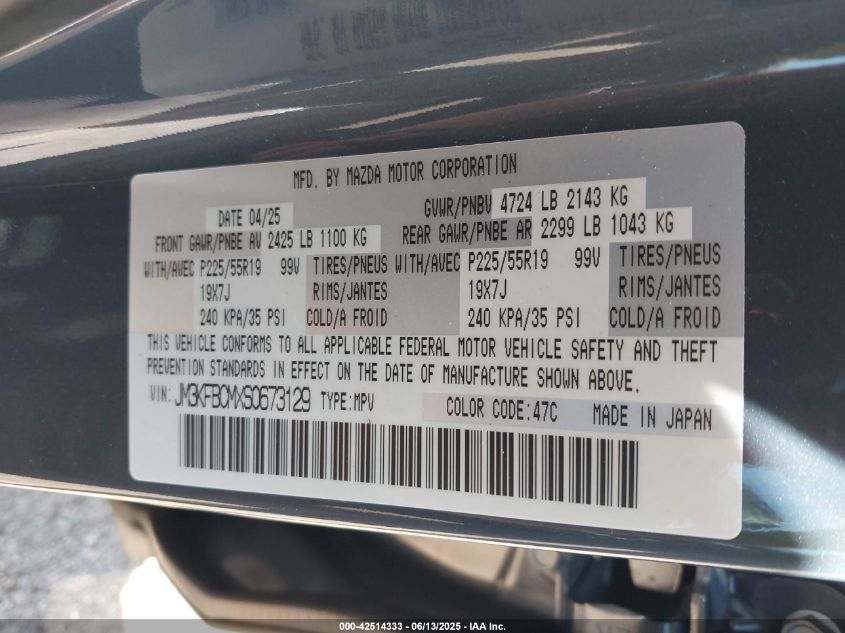 MFD. BY MAZDA MOTOR CORPORATION
DATE 04/25 GVWR/PNBV 4724 LB 2143 KG
FRONT GAWR/PNBE AV 2425 LB 1100 KG REAR GAWR/PNBE AR 2299 LB 1043 KG
WITH/AVEC P225/55R19 99V TIRES/PNEUS WITH/AVEC P225/55R19 99V TIRES/PNEUS
19X7J RIMS/JANTES 19X7J RIMS/JANTES
240 KPA/35 PSI COLD/A FROID 240 KPA/35 PSI COLD/A FROID
THIS VEHICLE CONFORMS TO ALL APPLICABLE FEDERAL MOTOR VEHICLE SAFETY AND THEFT
PREVENTION STANDARDS IN EFFECT ON THE DATE OF MANUFACTURE SHOWN ABOVE.
VIN: JM3KFBCMXS0673129 TYPE:MPV COLOR CODE:47C MADE IN JAPAN
000-42514333 - 06/13/2025 - IAA Inc.